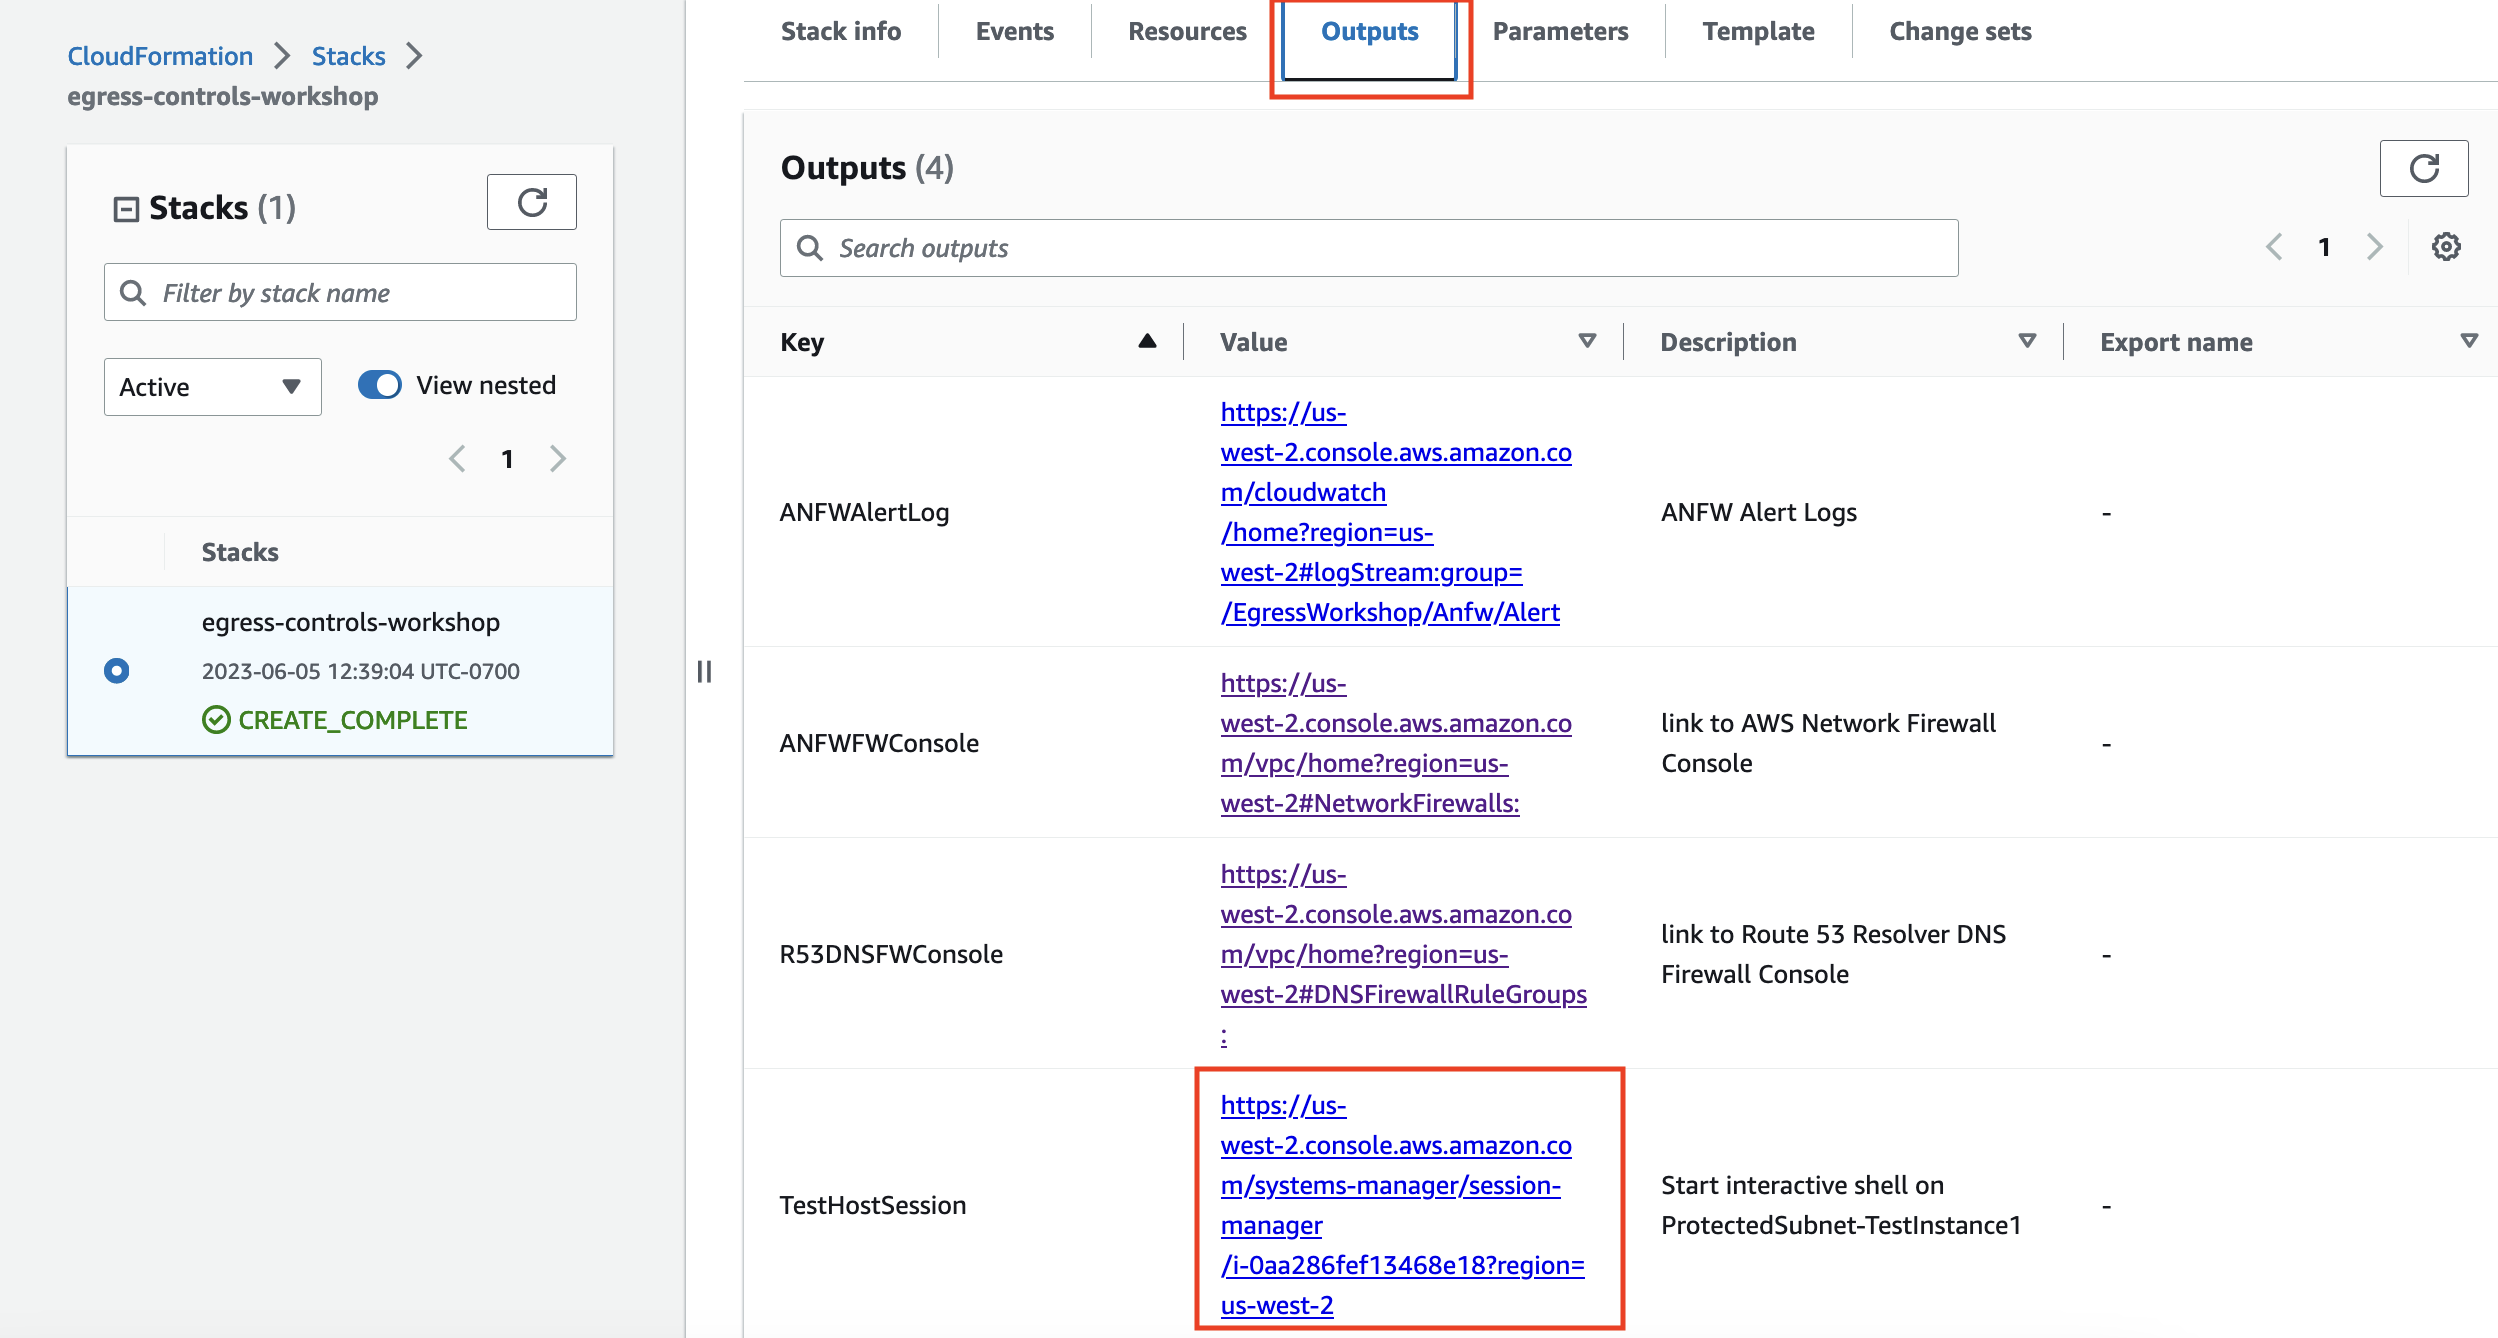 CloudFormation > Stacks >
egress-controls-workshop
Stacks (1)
Filter by stack name
Active
View nested
1
Stacks
egress-controls-workshop
2023-06-05 12:39:04 UTC-0700
CREATE_COMPLETE
Stack info
Events
Resources
Outputs
Parameters
Template
Change sets
Outputs (4)
Search outputs
1
Key
Value
Description
Export name
ANFWAlertLog
https://us-
west-2.console.aws.amazon.co
m/cloudwatch
/home?region=us-
west-2#logStream:group=
/EgressWorkshop/Anfw/Alert
ANFW Alert Logs
-
ANFWFWConsole
https://us-
west-2.console.aws.amazon.co
m/vpc/home?region=us-
west-2#NetworkFirewalls:
link to AWS Network Firewall
Console
-
R53DNSFWConsole
https://us-
west-2.console.aws.amazon.co
m/vpc/home?region=us-
west-2#DNSFirewallRuleGroups
:
link to Route 53 Resolver DNS
Firewall Console
-
TestHostSession
https://us-
west-2.console.aws.amazon.co
m/systems-manager/session-
manager
/i-0aa286fef13468e18?region=
us-west-2
Start interactive shell on
ProtectedSubnet-TestInstance1
-